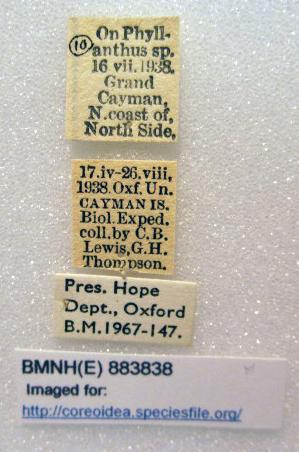 10
On Phyll-
anthus sp.
16 vii.1938.
Grand
Cayman,
N.coast of,
North Side,
17.iv-26.viii,
1938. Oxf. Un.
CAYMAN IS.
Biol. Exped.
coll. by C. B.
Lewis, G. H.
Thompson.
Pres. Hope
Dept., Oxford
B.M.1967-147.
BMNH(E) 883838
Imaged for:
http://coreoidea.speciesfile.org/